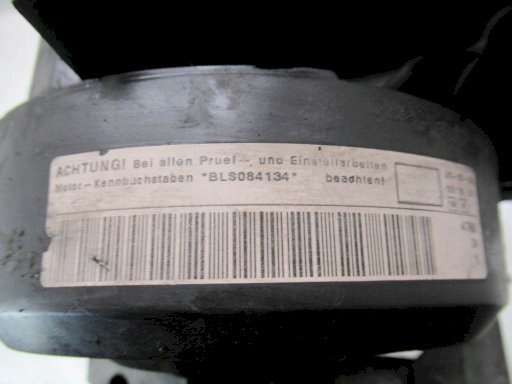 ACHTUNG! Bei allen Pruef- und Einstellarbeiten
Motor-Kennbuchstaben *BLS084134* beachten!